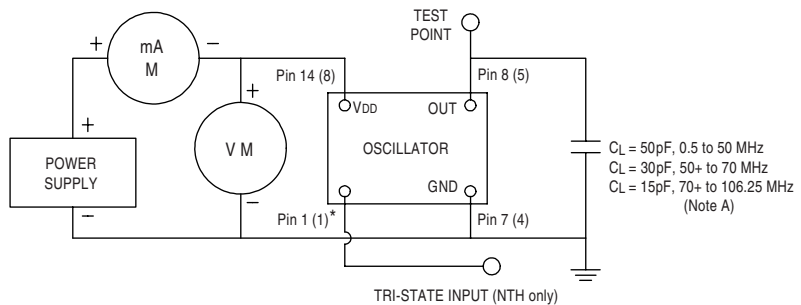 TEST
POINT
+
mA
M
−
Pin 14 (8)
Pin 8 (5)
+
+
VDD
OUT
POWER
SUPPLY
V M
OSCILLATOR
CL = 50pF, 0.5 to 50 MHz
CL = 30pF, 50+ to 70 MHz
CL = 15pF, 70+ to 106.25 MHz
(Note A)
GND
−
−
Pin 1 (1)*
Pin 7 (4)
TRI-STATE INPUT (NTH only)